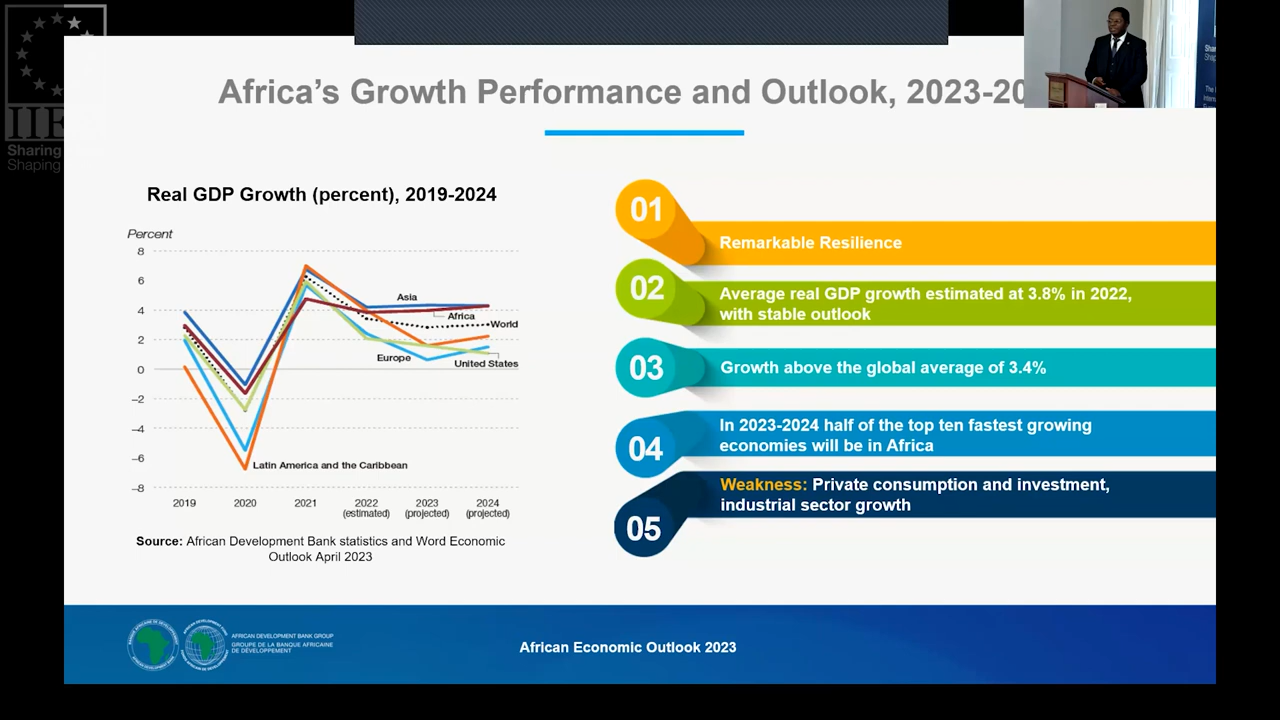 Sharing
Shaping
Africa's Growth Performance and Outlook, 2023-20
Real GDP Growth (percent), 2019-2024
Percent
8
6
4
2
0
–2
–4
–6
–8
Asia
Africa
World
Europe
United States
Latin America and the Caribbean
2019 2020 2021 2022 2023 2024
(estimated) (projected) (projected)
Source: African Development Bank statistics and Word Economic
Outlook April 2023
01
Remarkable Resilience
02
Average real GDP growth estimated at 3.8% in 2022,
with stable outlook
03
Growth above the global average of 3.4%
04
In 2023-2024 half of the top ten fastest growing
economies will be in Africa
05
Weakness: Private consumption and investment,
industrial sector growth
AFRICAN DEVELOPMENT BANK GROUP
GROUPE DE LA BANQUE AFRICAINE
DE DÉVELOPPEMENT
African Economic Outlook 2023